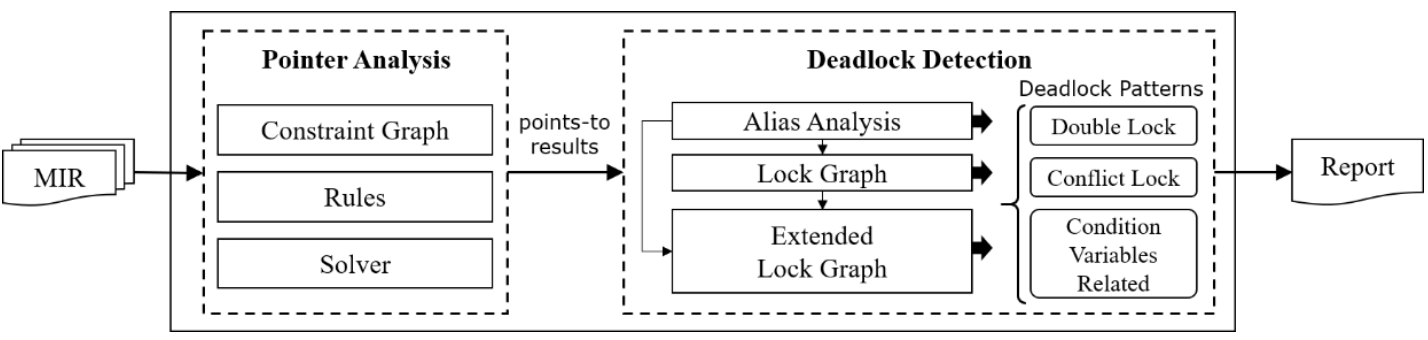 MIR
Pointer Analysis
Constraint Graph
Rules
Solver
points-to
results
Deadlock Detection
Alias Analysis
Lock Graph
Extended
Lock Graph
Deadlock Patterns
Double Lock
Conflict Lock
Condition
Variables
Related
Report